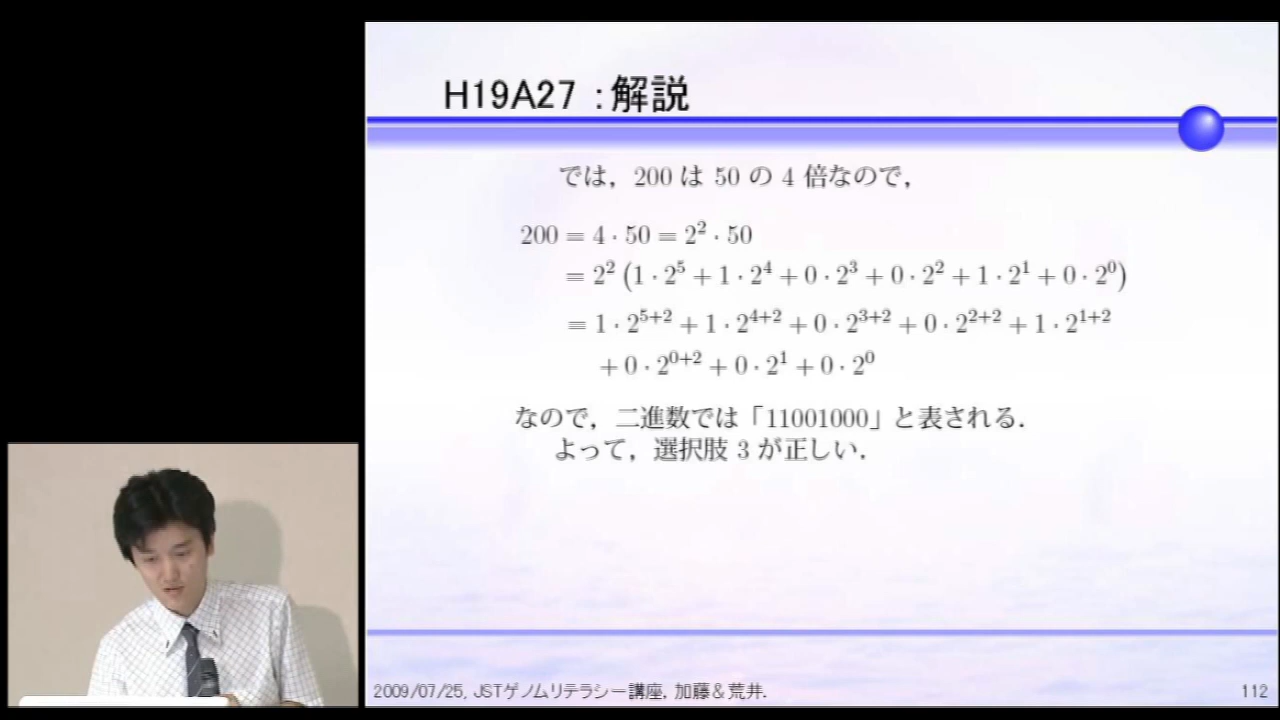 H19A27 :解説
では，200 は 50 の 4 倍なので，
200 ≡ 4 · 50 ≡ 2² · 50
≡ 2² (1 · 2⁵ + 1 · 2⁴ + 0 · 2³ + 0 · 2² + 1 · 2¹ + 0 · 2⁰)
≡ 1 · 2⁵⁺² + 1 · 2⁴⁺² + 0 · 2³⁺² + 0 · 2²⁺² + 1 · 2¹⁺²
+ 0 · 2⁰⁺² + 0 · 2¹ + 0 · 2⁰
なので，二進数では「11001000」と表される．
よって，選択肢 3 が正しい．
2009/07/25, JSTゲノムリテラシー講座, 加藤＆荒井.
112